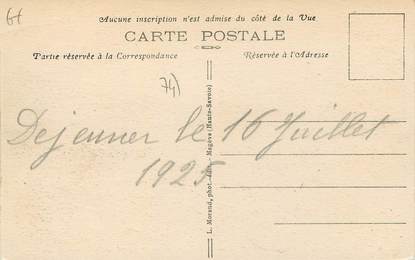 6t
Aucune inscription n'est admise du côté de la Vue
CARTE POSTALE
Partie réservée à la Correspondance
Réservée à l'Adresse
74)
Dejeuner le 16 Juillet
1925
L. Morand, phot.-édit., Megève (Haute-Savoie)